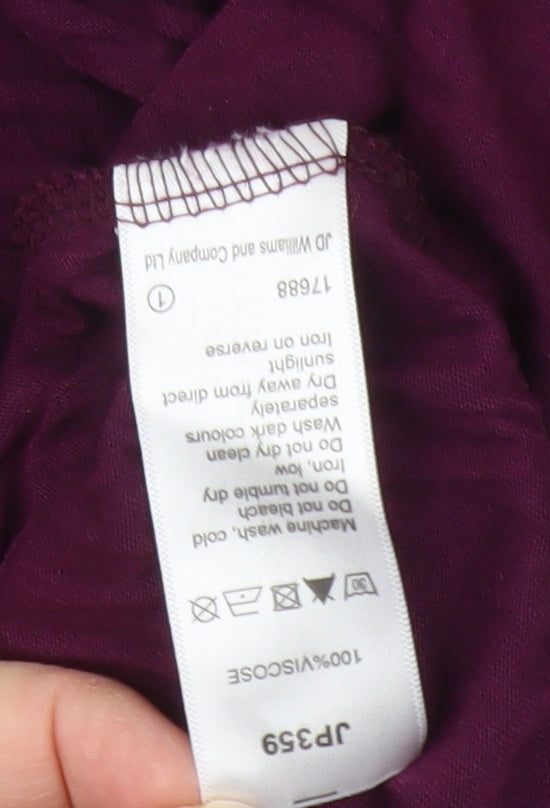 JP359
100%VISCOSE
30
Machine wash, cold
Do not bleach
Do not tumble dry
Iron, low
Do not dry clean
Wash dark colours
separately
Dry away from direct
sunlight
Iron on reverse
17688 1
JD Williams and Company Ltd